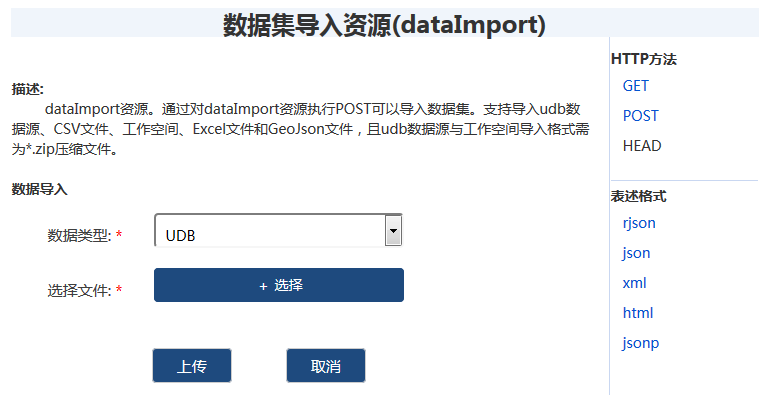 数据集导入资源(dataImport)
描述:
dataImport资源。通过对dataImport资源执行POST可以导入数据集。支持导入udb数
据源、CSV文件、工作空间、Excel文件和GeoJson文件，且udb数据源与工作空间导入格式需
为*.zip压缩文件。
数据导入
数据类型: *
UDB
选择文件: *
+ 选择
上传
取消
HTTP方法
GET
POST
HEAD
表述格式
rjson
json
xml
html
jsonp